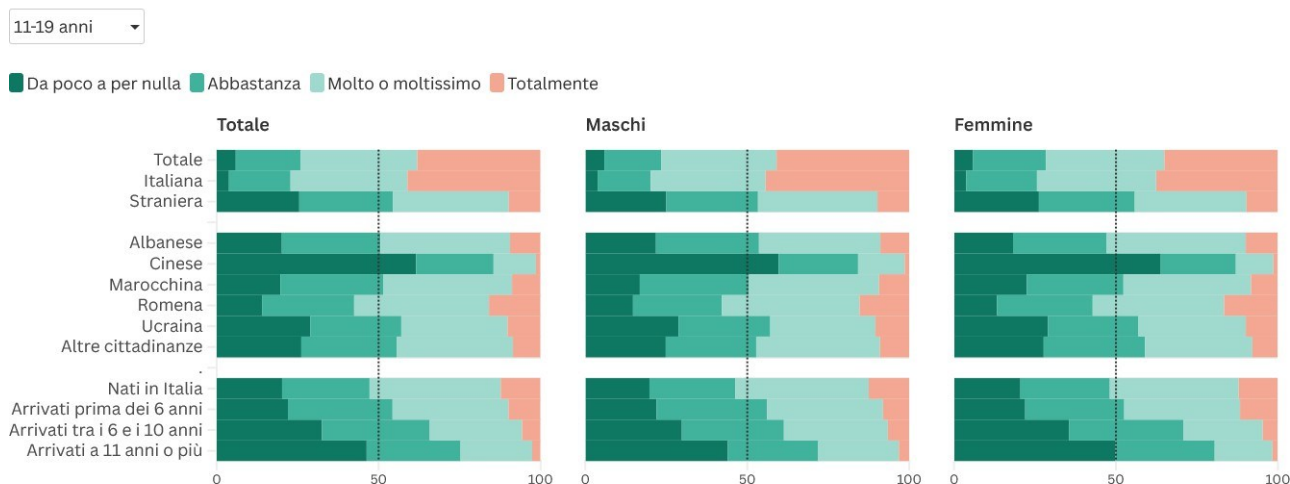 11-19 anni
Da poco a per nulla Abbastanza Molto o moltissimo Totalmente
Totale Maschi Femmine
Totale
Italiana
Straniera
.
Albanese
Cinese
Marocchina
Romena
Ucraina
Altre cittadinanze
.
Nati in Italia
Arrivati prima dei 6 anni
Arrivati tra i 6 e i 10 anni
Arrivati a 11 anni o più
0 50 100 0 50 100 0 50 100